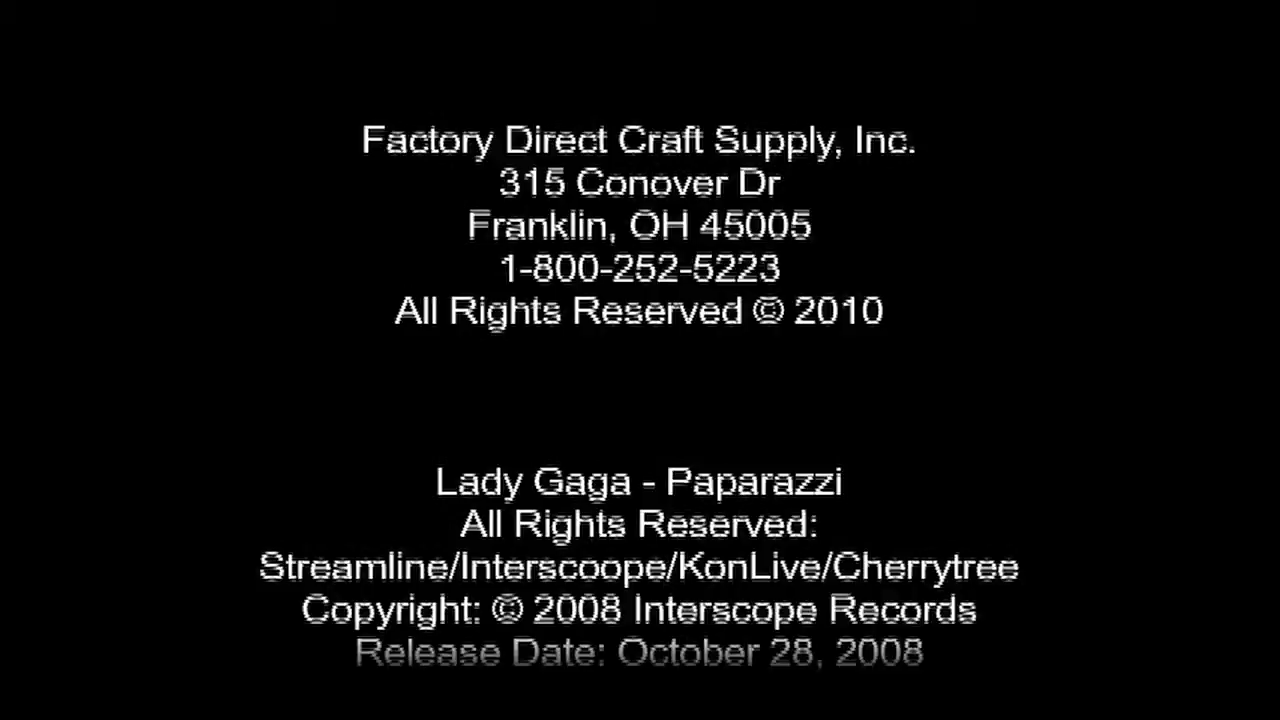 Factory Direct Craft Supply, Inc.
315 Conover Dr
Franklin, OH 45005
1-800-252-5223
All Rights Reserved © 2010
Lady Gaga - Paparazzi
All Rights Reserved:
Streamline/Interscoope/KonLive/Cherrytree
Copyright: © 2008 Interscope Records
Release Date: October 28, 2008